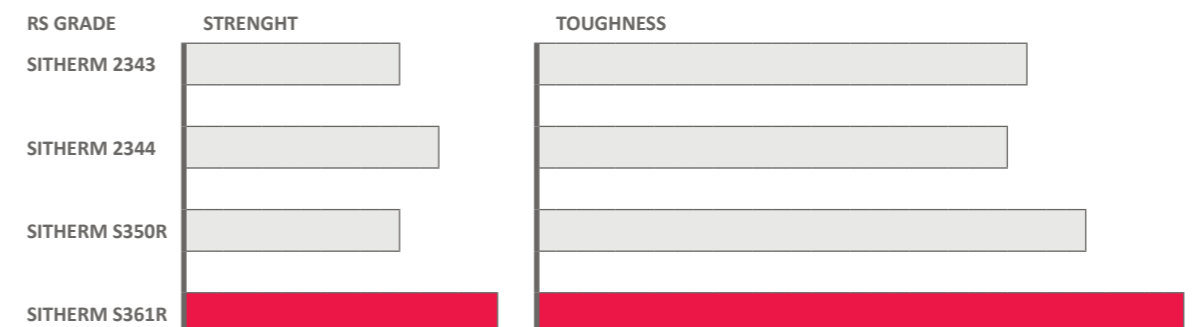 RS GRADE STRENGHT TOUGHNESS
SITHERM 2343
SITHERM 2344
SITHERM S350R
SITHERM S361R